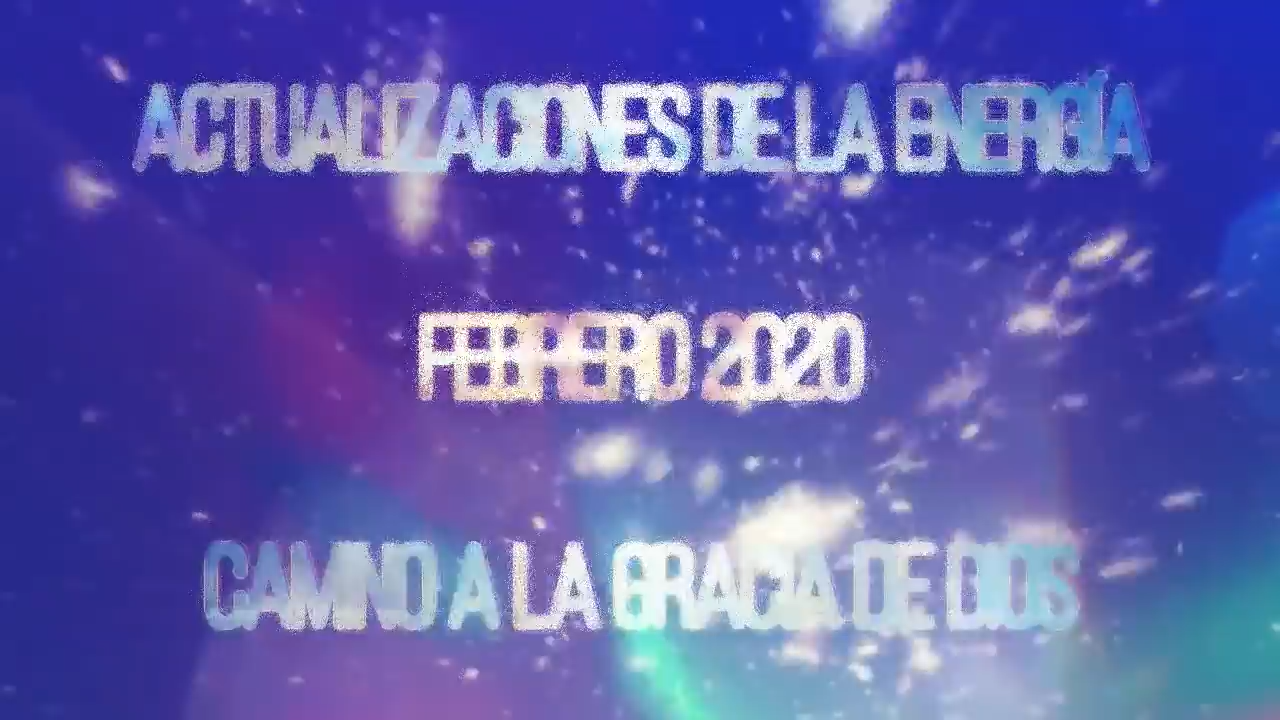 ACTUALIZACIONES DE LA ENERGÍA
FEBRERO 2020
CAMINO A LA GRACIA DE DIOS